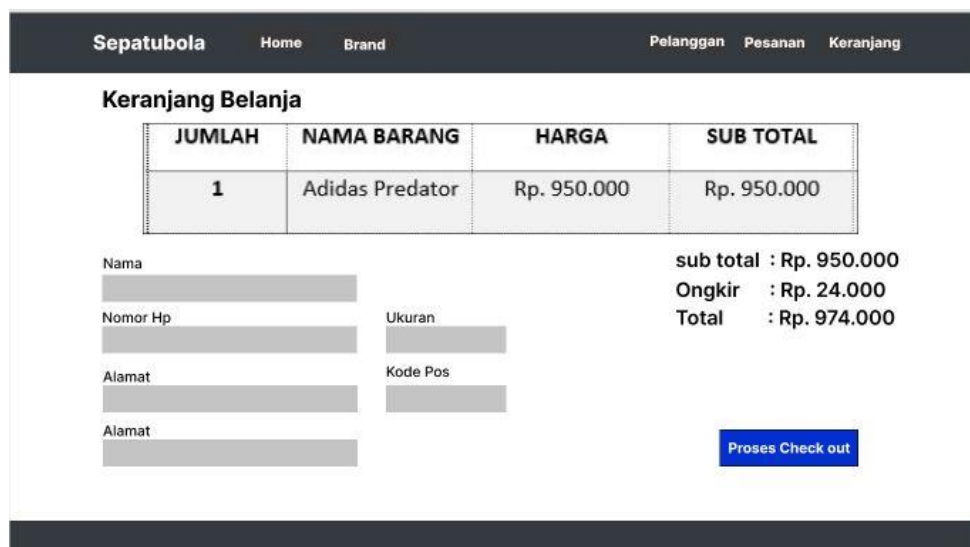 Sepatubola Home Brand Pelanggan Pesanan Keranjang
Keranjang Belanja
JUMLAH NAMA BARANG HARGA SUB TOTAL
1 Adidas Predator Rp. 950.000 Rp. 950.000
sub total : Rp. 950.000
Ongkir : Rp. 24.000
Total : Rp. 974.000
Nama
Nomor Hp Ukuran
Alamat Kode Pos
Alamat
Proses Check out